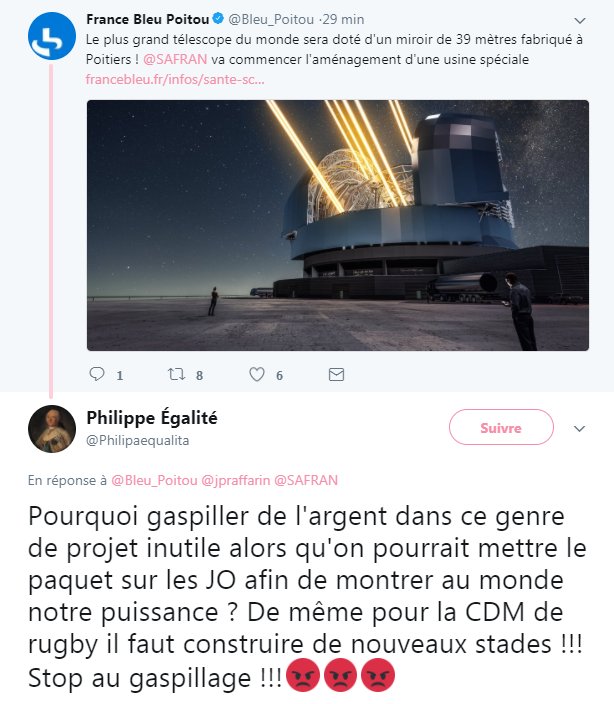 France Bleu Poitou @Bleu_Poitou · 29 min
Le plus grand télescope du monde sera doté d'un miroir de 39 mètres fabriqué à
Poitiers ! @SAFRAN va commencer l'aménagement d'une usine spéciale
francebleu.fr/infos/sante-sc...
1 8 6
Philippe Égalité
@Philipaequalita
Suivre
En réponse à @Bleu_Poitou @jpraffarin @SAFRAN
Pourquoi gaspiller de l'argent dans ce genre
de projet inutile alors qu'on pourrait mettre le
paquet sur les JO afin de montrer au monde
notre puissance ? De même pour la CDM de
rugby il faut construire de nouveaux stades !!!
Stop au gaspillage !!!😡😡😡